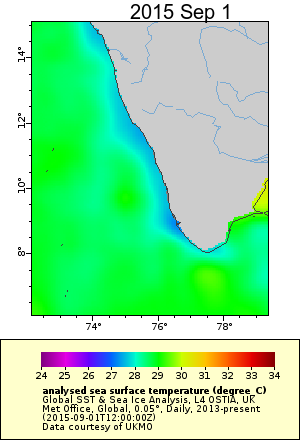 2015 Sep 1
14°
12°
10°
8°
74°
76°
78°
24 25 26 27 28 29 30 31 32 33 34
analysed sea surface temperature (degree_C)
Global SST & Sea Ice Analysis, L4 OSTIA, UK
Met Office, Global, 0.05°, Daily, 2013-present
(2015-09-01T12:00:00Z)
Data courtesy of UKMO